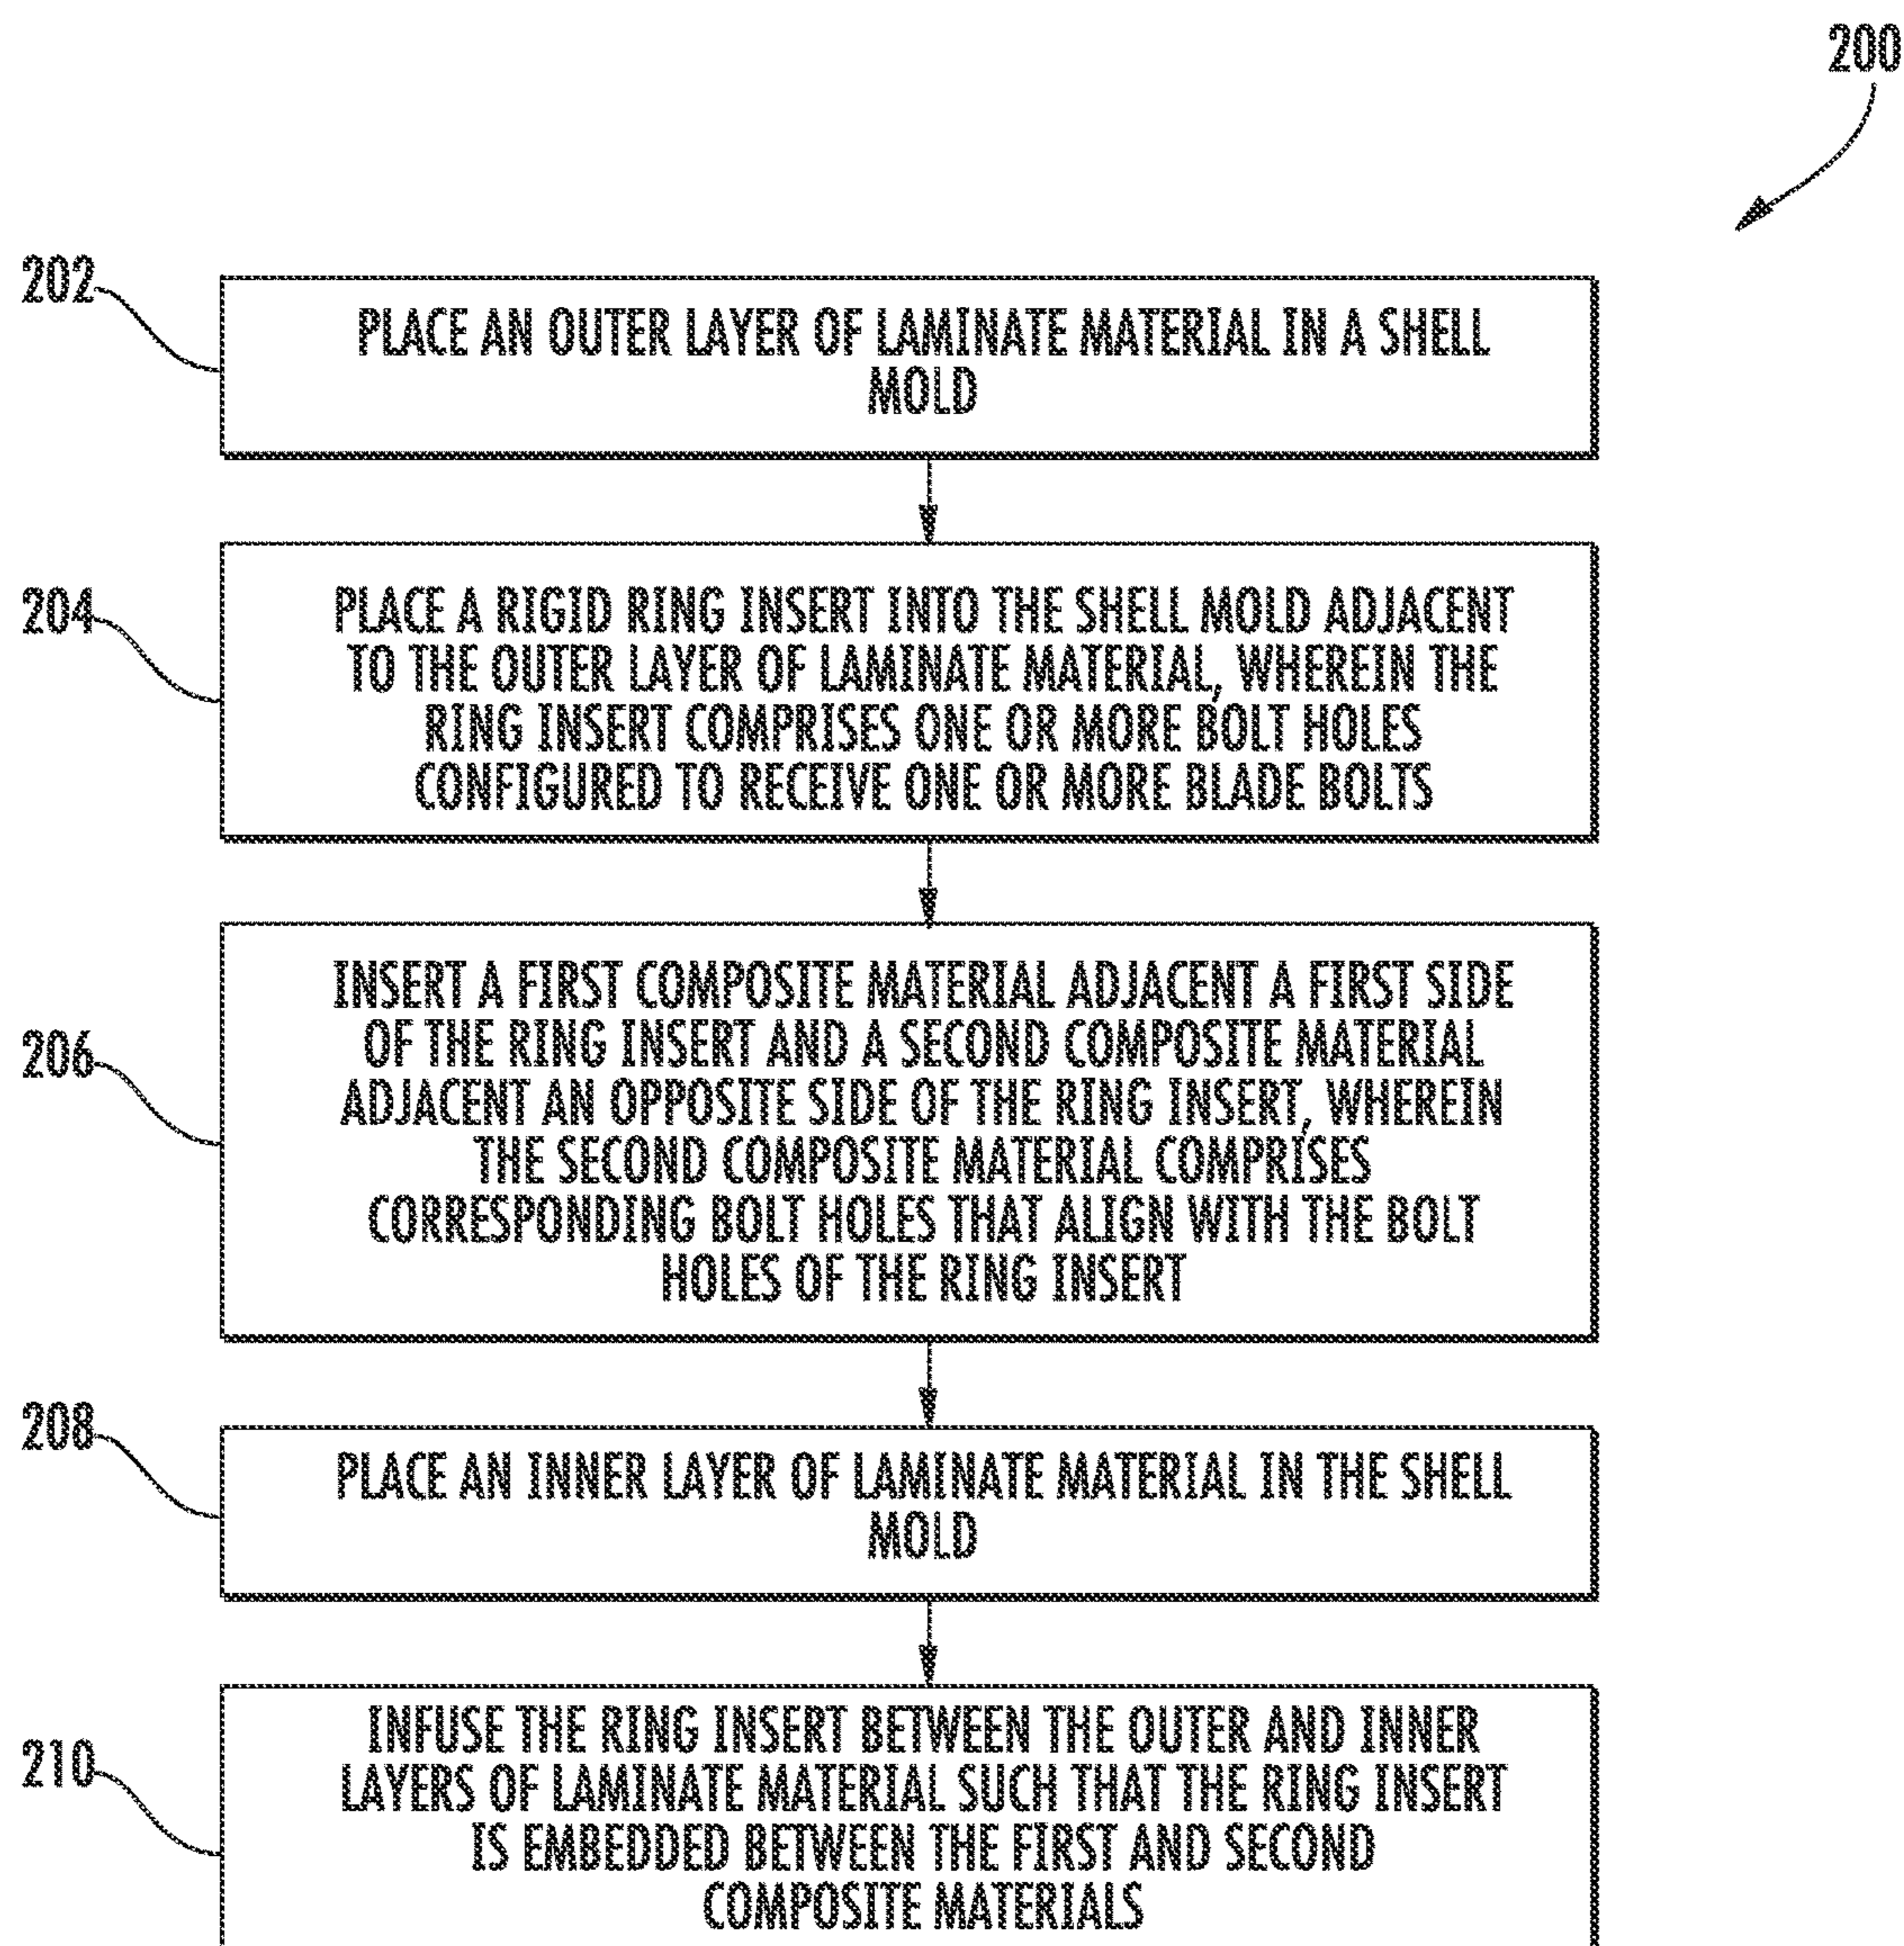 200
202
PLACE AN OUTER LAYER OF LAMINATE MATERIAL IN A SHELL
MOLD
204
PLACE A RIGID RING INSERT INTO THE SHELL MOLD ADJACENT
TO THE OUTER LAYER OF LAMINATE MATERIAL, WHEREIN THE
RING INSERT COMPRISES ONE OR MORE BOLT HOLES
CONFIGURED TO RECEIVE ONE OR MORE BLADE BOLTS
206
INSERT A FIRST COMPOSITE MATERIAL ADJACENT A FIRST SIDE
OF THE RING INSERT AND A SECOND COMPOSITE MATERIAL
ADJACENT AN OPPOSITE SIDE OF THE RING INSERT, WHEREIN
THE SECOND COMPOSITE MATERIAL COMPRISES
CORRESPONDING BOLT HOLES THAT ALIGN WITH THE BOLT
HOLES OF THE RING INSERT
208
PLACE AN INNER LAYER OF LAMINATE MATERIAL IN THE SHELL
MOLD
210
INFUSE THE RING INSERT BETWEEN THE OUTER AND INNER
LAYERS OF LAMINATE MATERIAL SUCH THAT THE RING INSERT
IS EMBEDDED BETWEEN THE FIRST AND SECOND
COMPOSITE MATERIALS